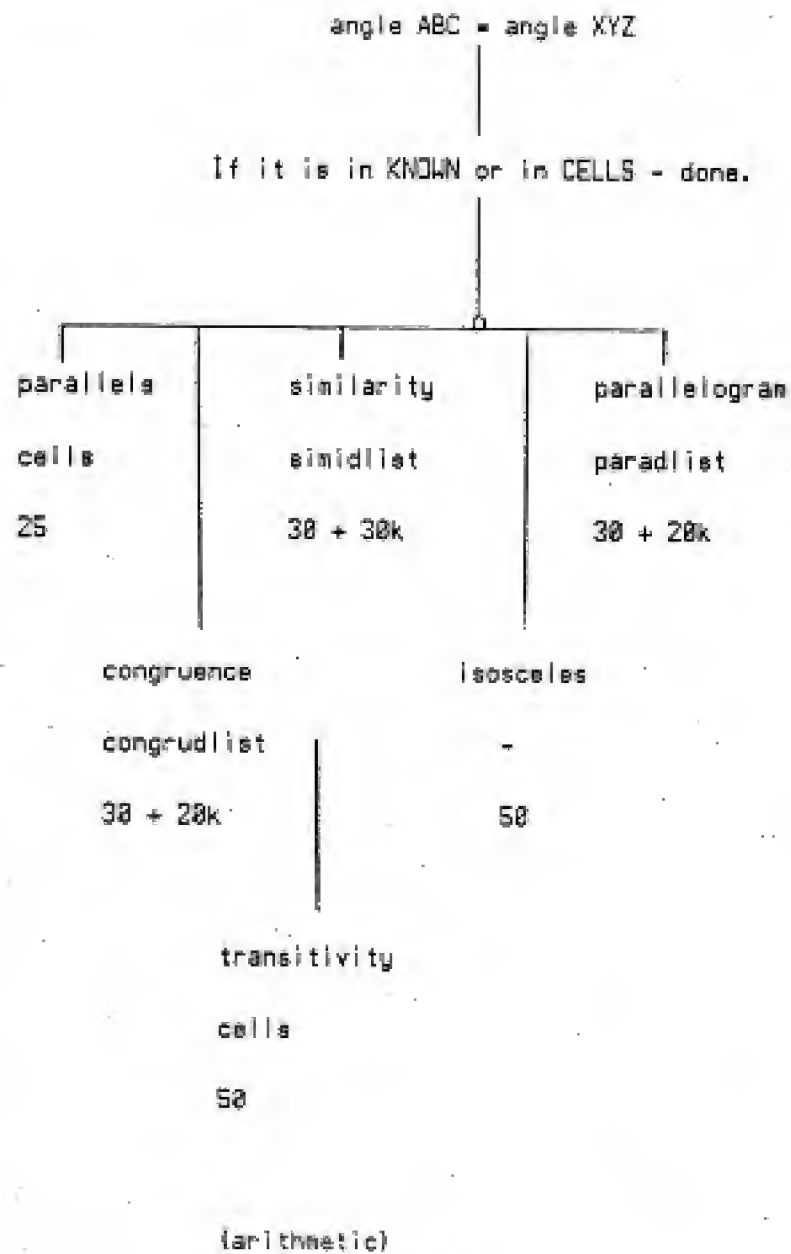 angle ABC = angle XYZ
If it is in KNOWN or in CELLS - done.
parallels similarity parallelogram
cells simidlist paradlist
25 30 + 30k 30 + 20k
congruence isosceles
congrudlist -
30 + 20k 50
transitivity
cells
50
(arithmetic)